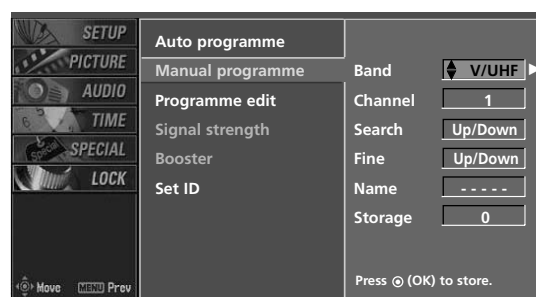 SETUP
PICTURE
AUDIO
TIME
SPECIAL
LOCK
Move MENU Prev
Auto programme
Manual programme
Programme edit
Signal strength
Booster
Set ID
Band V/UHF
Channel 1
Search Up/Down
Fine Up/Down
Name - - - - -
Storage 0
Press (OK) to store.